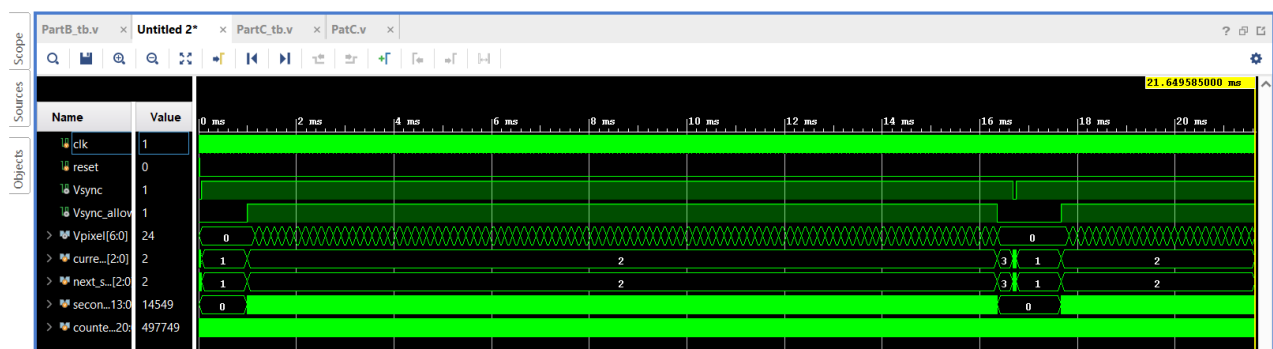 PartB_tb.v × Untitled 2* × PartC_tb.v × PatC.v ×
?
Scope
Sources
Objects
21.649585000 ms
Name Value
0 ms 2 ms 4 ms 6 ms 8 ms 10 ms 12 ms 14 ms 16 ms 18 ms 20 ms
clk 1
reset 0
Vsync 1
Vsync_allow 1
> Vpixel[6:0] 24 0 0
> curre...[2:0] 2 1 2 3 1 2
> next_s...[2:0 2 1 2 3 1 2
> secon...13:0 14549 0 0
> counte...20: 497749